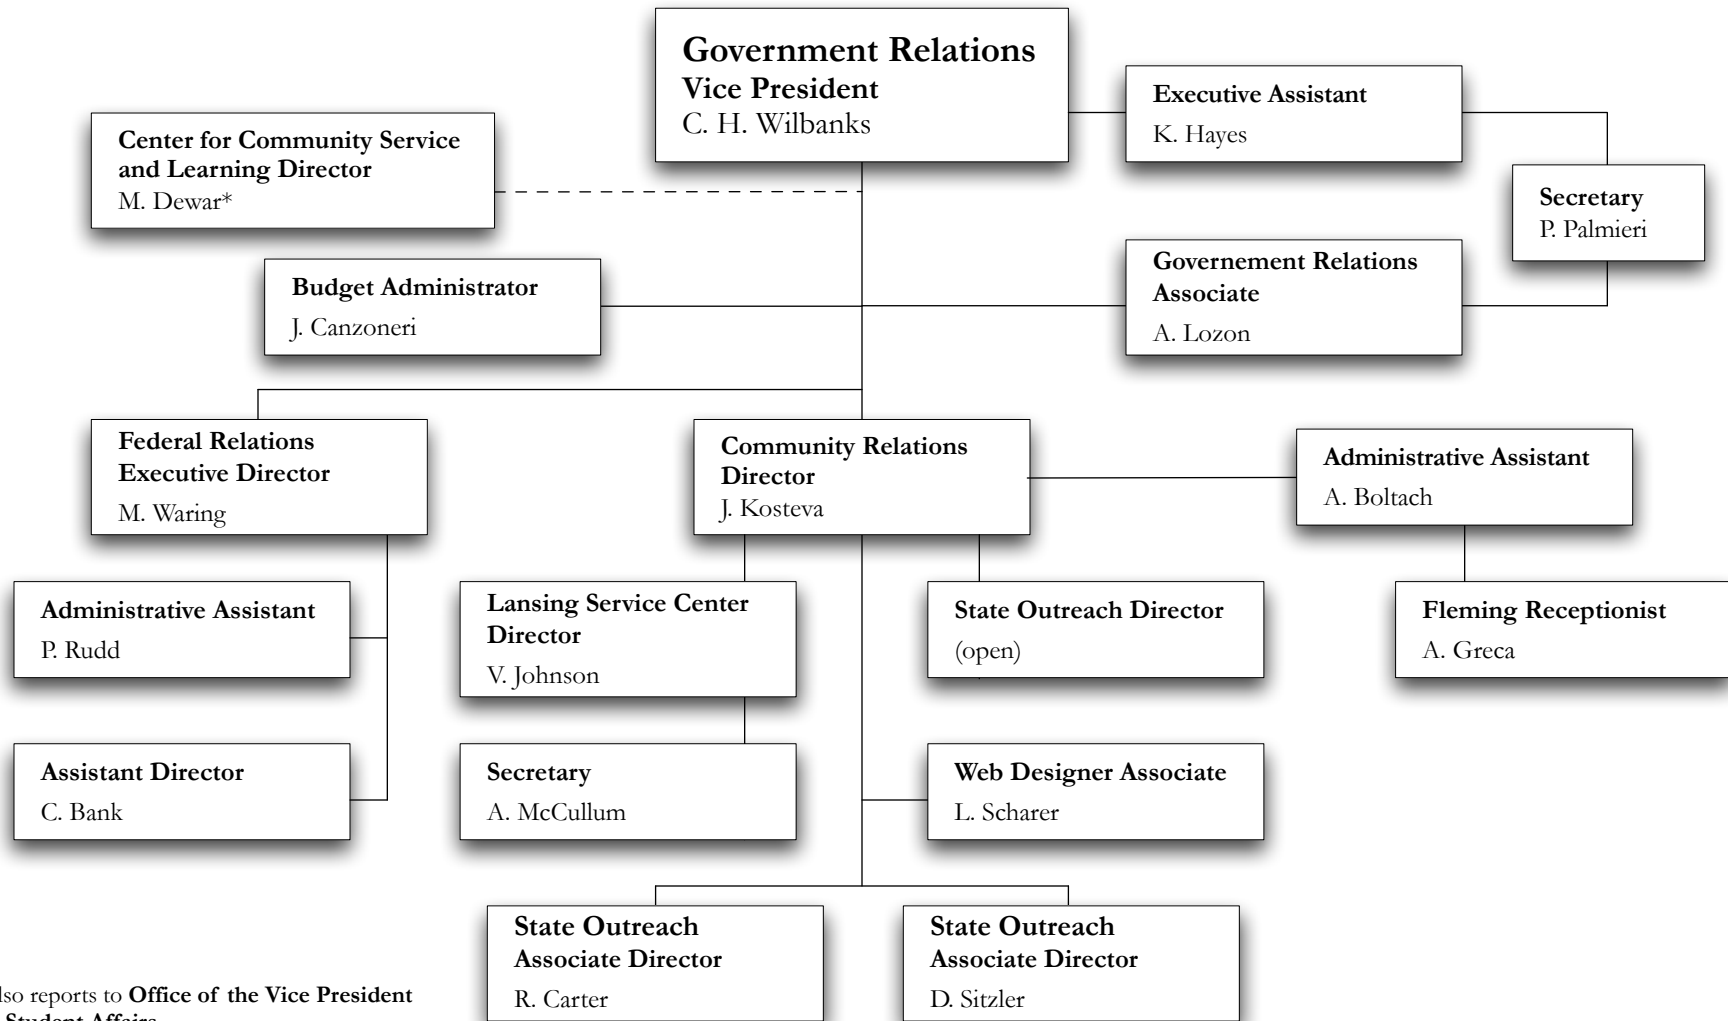 Government Relations
Vice President
C. H. Wilbanks
Executive Assistant
K. Hayes
Center for Community Service
and Learning Director
M. Dewar*
Secretary
P. Palmieri
Governement Relations
Associate
A. Lozon
Budget Administrator
J. Canzoneri
Federal Relations
Executive Director
M. Waring
Community Relations
Director
J. Kosteva
Administrative Assistant
A. Boltach
Administrative Assistant
P. Rudd
Lansing Service Center
Director
V. Johnson
State Outreach Director
(open)
Fleming Receptionist
A. Greca
Assistant Director
C. Bank
Secretary
A. McCullum
Web Designer Associate
L. Scharer
State Outreach
Associate Director
R. Carter
State Outreach
Associate Director
D. Sitzler
reports to Office of the Vice President
Student Affairs